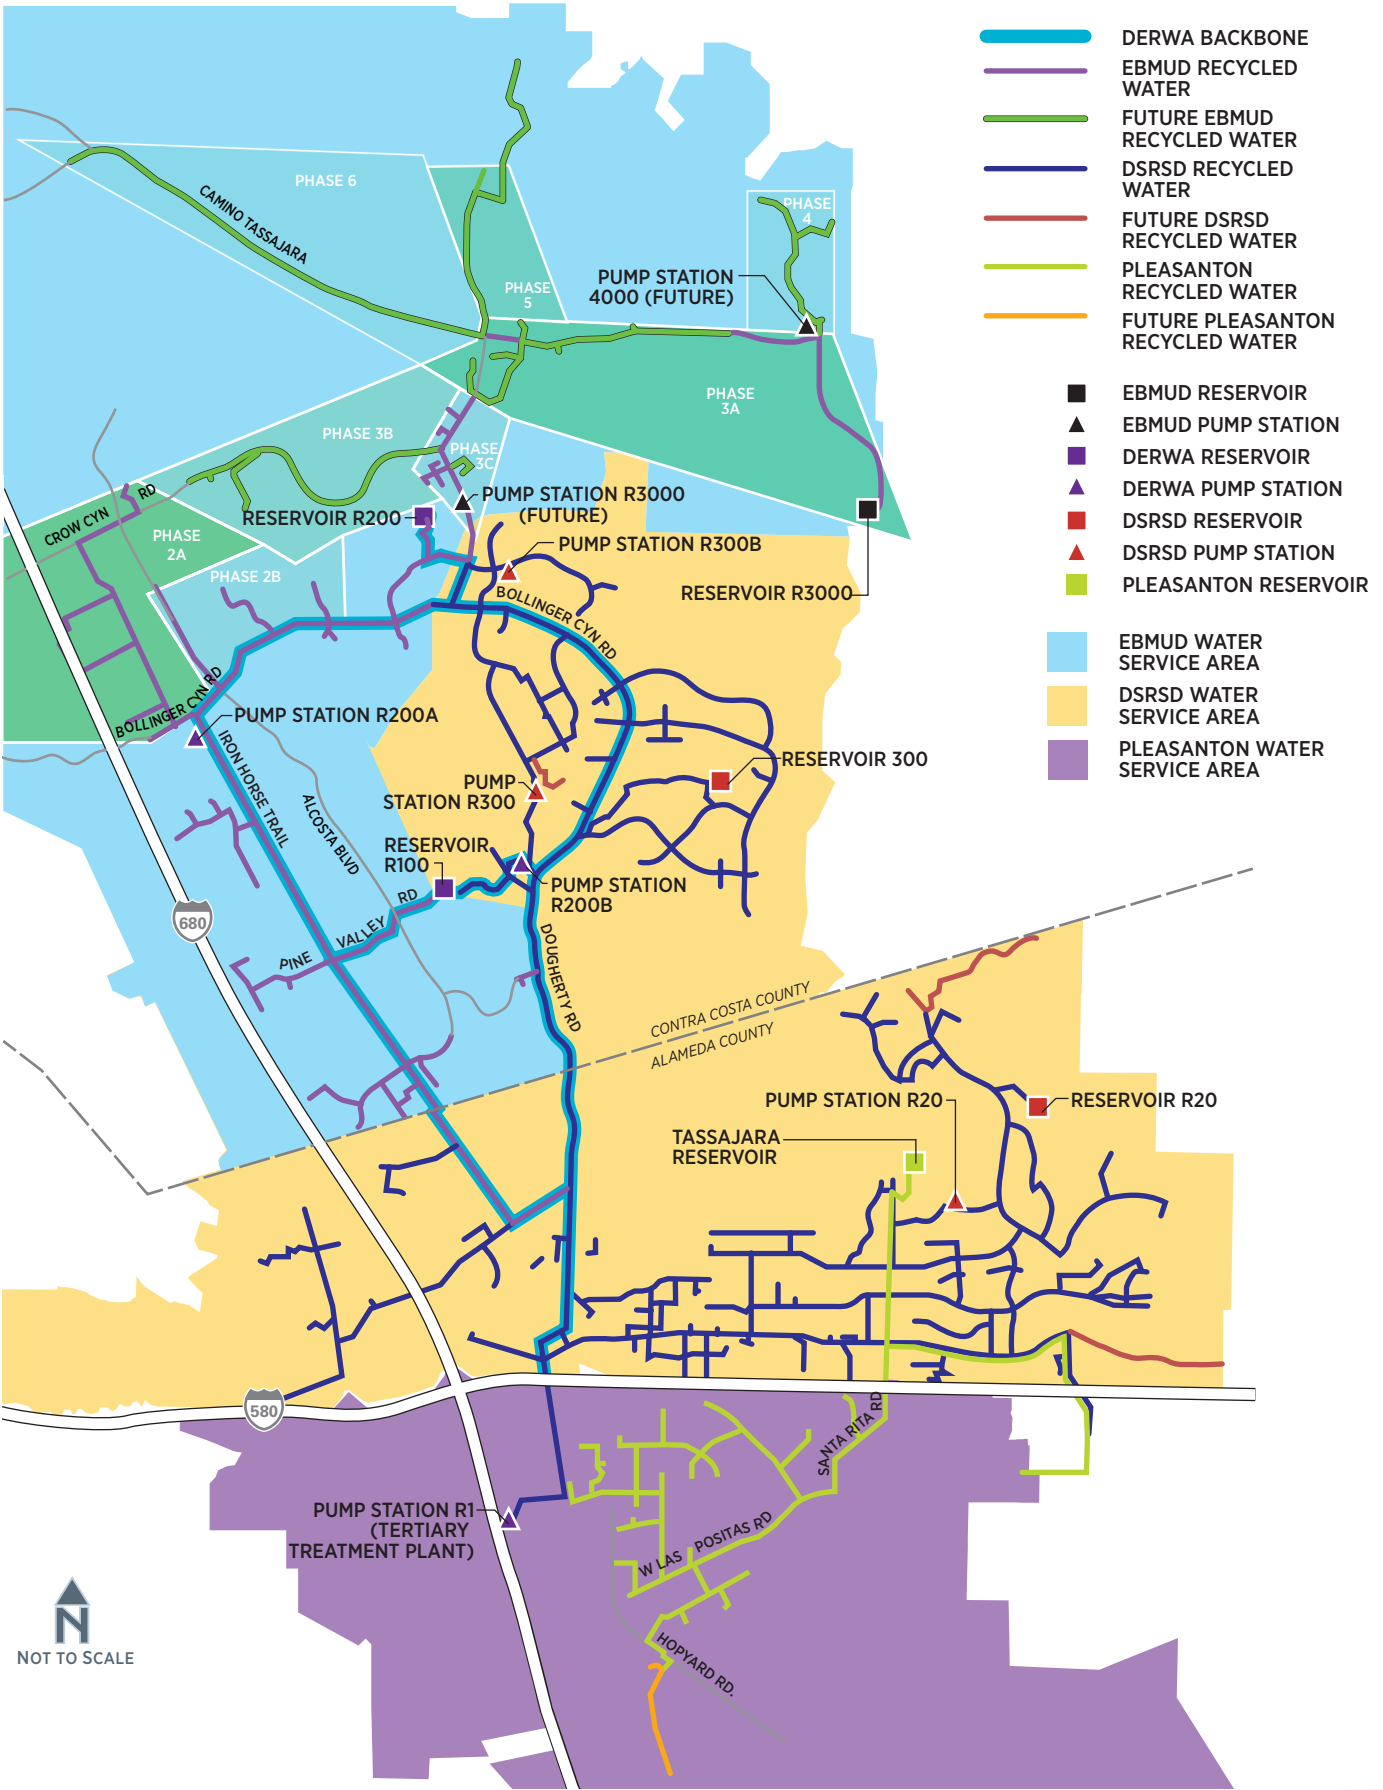 DERWA BACKBONE
EBMUD RECYCLED
WATER
FUTURE EBMUD
RECYCLED WATER
DSRSD RECYCLED
WATER
FUTURE DSRSD
RECYCLED WATER
PLEASANTON
RECYCLED WATER
FUTURE PLEASANTON
RECYCLED WATER
EBMUD RESERVOIR
EBMUD PUMP STATION
DERWA RESERVOIR
DERWA PUMP STATION
DSRSD RESERVOIR
DSRSD PUMP STATION
PLEASANTON RESERVOIR
EBMUD WATER
SERVICE AREA
DSRSD WATER
SERVICE AREA
PLEASANTON WATER
SERVICE AREA
PHASE 6
CAMINO TASSAJARA
PHASE
4
PUMP STATION
4000 (FUTURE)
PHASE
5
PHASE
3A
PHASE 3B
PHASE
3C
CROW CYN
RD
PUMP STATION R3000
(FUTURE)
RESERVOIR R200
PHASE
2A
PUMP STATION R300B
PHASE 2B
RESERVOIR R3000
BOLLINGER CYN RD
BOLLINGER CYN RD
PUMP STATION R200A
IRON HORSE TRAIL
ALCOSTA BLVD
RESERVOIR 300
PUMP
STATION R300
RESERVOIR
R100
PUMP STATION
R200B
PINE
VALLEY
RD
680
DOUGHERTY RD
CONTRA COSTA COUNTY
ALAMEDA COUNTY
PUMP STATION R20
RESERVOIR R20
TASSAJARA
RESERVOIR
580
SANTA RITA RD
PUMP STATION R1
(TERTIARY
TREATMENT PLANT)
W LAS POSITAS RD
HOPYARD RD.
N
NOT TO SCALE